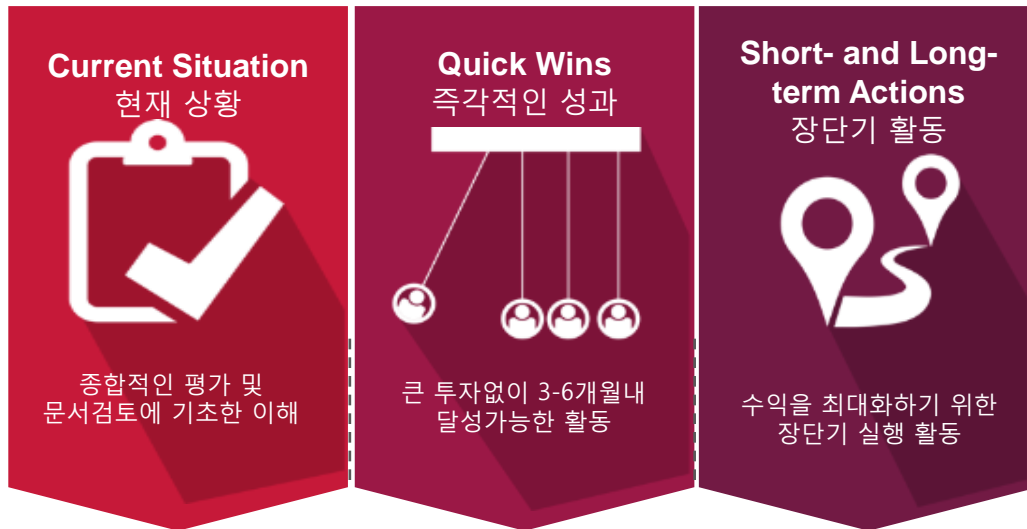 Current Situation
현재 상황
종합적인 평가 및
문서검토에 기초한 이해
Quick Wins
즉각적인 성과
큰 투자없이 3-6개월내
달성가능한 활동
Short- and Long-
term Actions
장단기 활동
수익을 최대화하기 위한
장단기 실행 활동